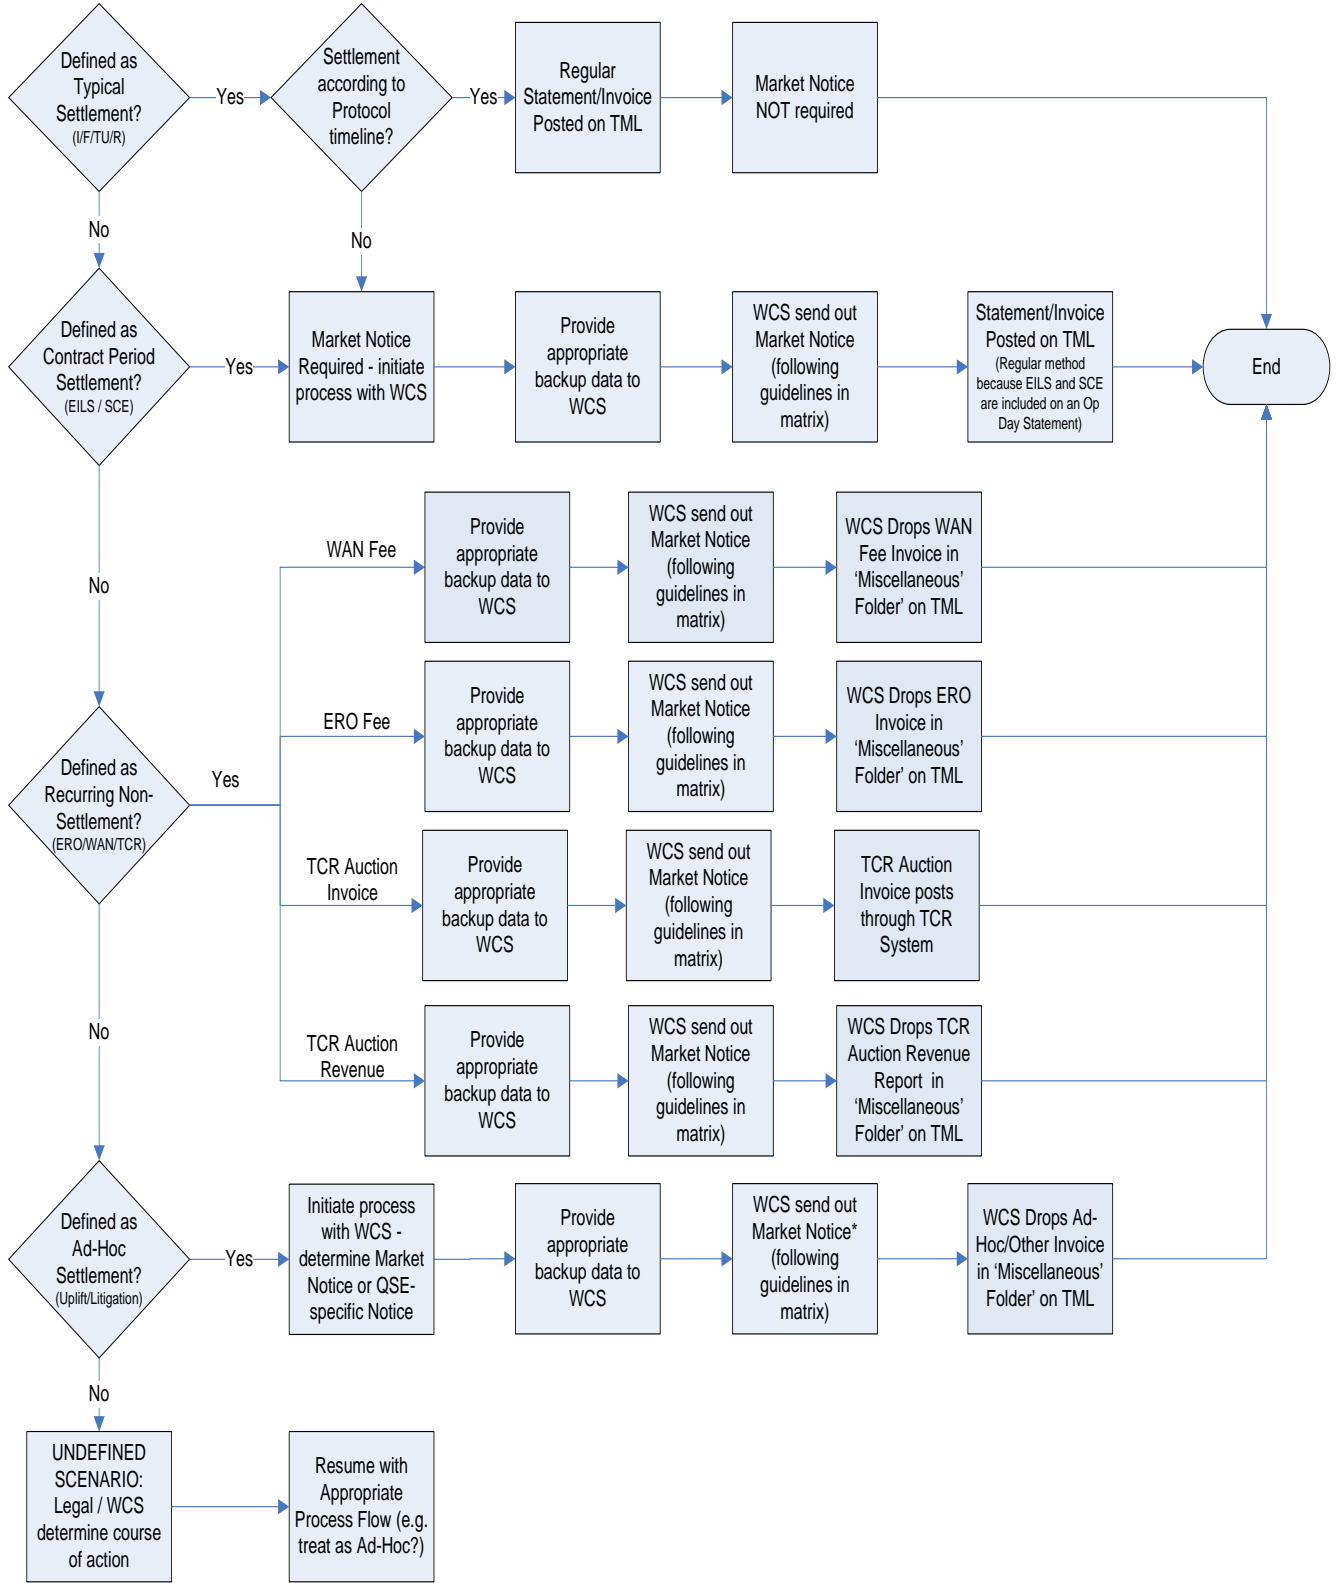 Defined as
Typical
Settlement?
(I/F/TU/R)
Yes
Settlement
according to
Protocol
timeline?
Yes
Regular
Statement/Invoice
Posted on TML
Market Notice
NOT required
No
No
Defined as
Contract Period
Settlement?
(EILS / SCE)
Yes
Market Notice
Required - initiate
process with WCS
Provide
appropriate
backup data to
WCS
WCS send out
Market Notice
(following
guidelines in
matrix)
Statement/Invoice
Posted on TML
(Regular method
because EILS and SCE
are included on an Op
Day Statement)
End
No
WAN Fee
Provide
appropriate
backup data to
WCS
WCS send out
Market Notice
(following
guidelines in
matrix)
WCS Drops WAN
Fee Invoice in
‘Miscellaneous’
Folder’ on TML
ERO Fee
Provide
appropriate
backup data to
WCS
WCS send out
Market Notice
(following
guidelines in
matrix)
WCS Drops ERO
Invoice in
‘Miscellaneous’
Folder’ on TML
Defined as
Recurring Non-
Settlement?
(ERO/WAN/TCR)
Yes
TCR Auction
Invoice
Provide
appropriate
backup data to
WCS
WCS send out
Market Notice
(following
guidelines in
matrix)
TCR Auction
Invoice posts
through TCR
System
No
TCR Auction
Revenue
Provide
appropriate
backup data to
WCS
WCS send out
Market Notice
(following
guidelines in
matrix)
WCS Drops TCR
Auction Revenue
Report in
‘Miscellaneous’
Folder’ on TML
Defined as
Ad-Hoc
Settlement?
(Uplift/Litigation)
Yes
Initiate process
with WCS -
determine Market
Notice or QSE-
specific Notice
Provide
appropriate
backup data to
WCS
WCS send out
Market Notice*
(following
guidelines in
matrix)
WCS Drops Ad-
Hoc/Other Invoice
in ‘Miscellaneous’
Folder’ on TML
No
UNDEFINED
SCENARIO:
Legal / WCS
determine course
of action
Resume with
Appropriate
Process Flow (e.g.
treat as Ad-Hoc?)